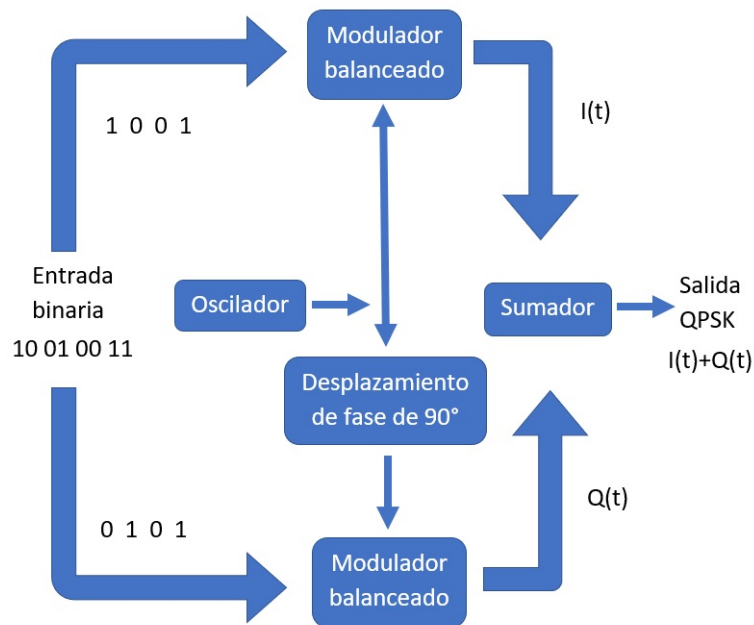 Modulador
balanceado
1 0 0 1
I(t)
Entrada
binaria
10 01 00 11
Oscilador
Sumador
Salida
QPSK
I(t)+Q(t)
Desplazamiento
de fase de 90°
0 1 0 1
Q(t)
Modulador
balanceado